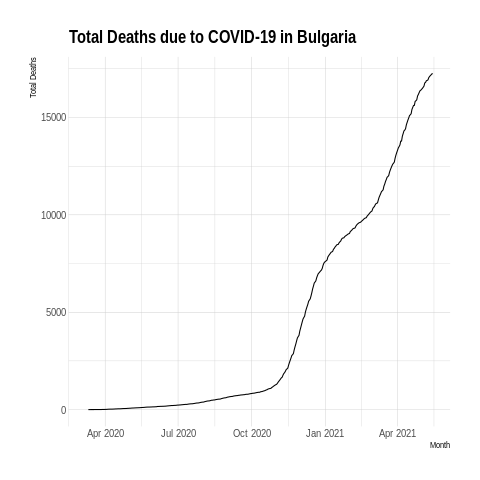 Total Deaths due to COVID-19 in Bulgaria
Total Deaths
15000
10000
5000
0
Apr 2020 Jul 2020 Oct 2020 Jan 2021 Apr 2021
Month